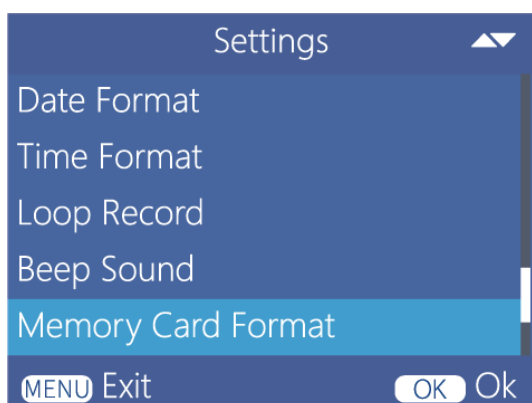 Settings
Date Format
Time Format
Loop Record
Beep Sound
Memory Card Format
MENU Exit OK Ok